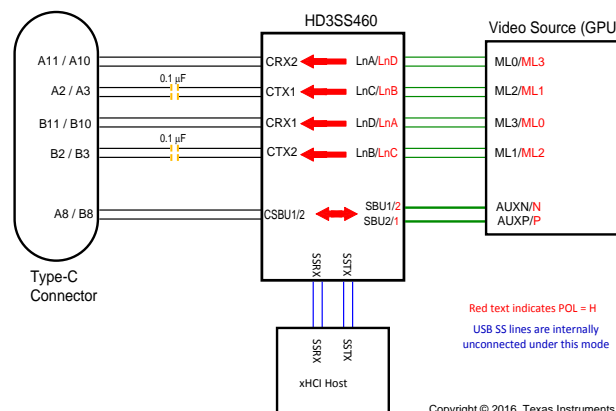 HD3SS460
Video Source (GPU
A11 / A10
CRX2
LnA/LnD
ML0/ML3
0.1 µF
A2 / A3
CTX1
LnC/LnB
ML2/ML1
B11 / B10
CRX1
LnD/LnA
ML3/ML0
0.1 µF
B2 / B3
CTX2
LnB/LnC
ML1/ML2
A8 / B8
CSBU1/2
SBU1/2
SBU2/1
AUXN/N
AUXP/P
Type-C
Connector
SSRX
SSTX
SSRX
SSTX
xHCI Host
Red text indicates POL = H
USB SS lines are internally
unconnected under this mode
Copyright © 2016, Texas Instruments